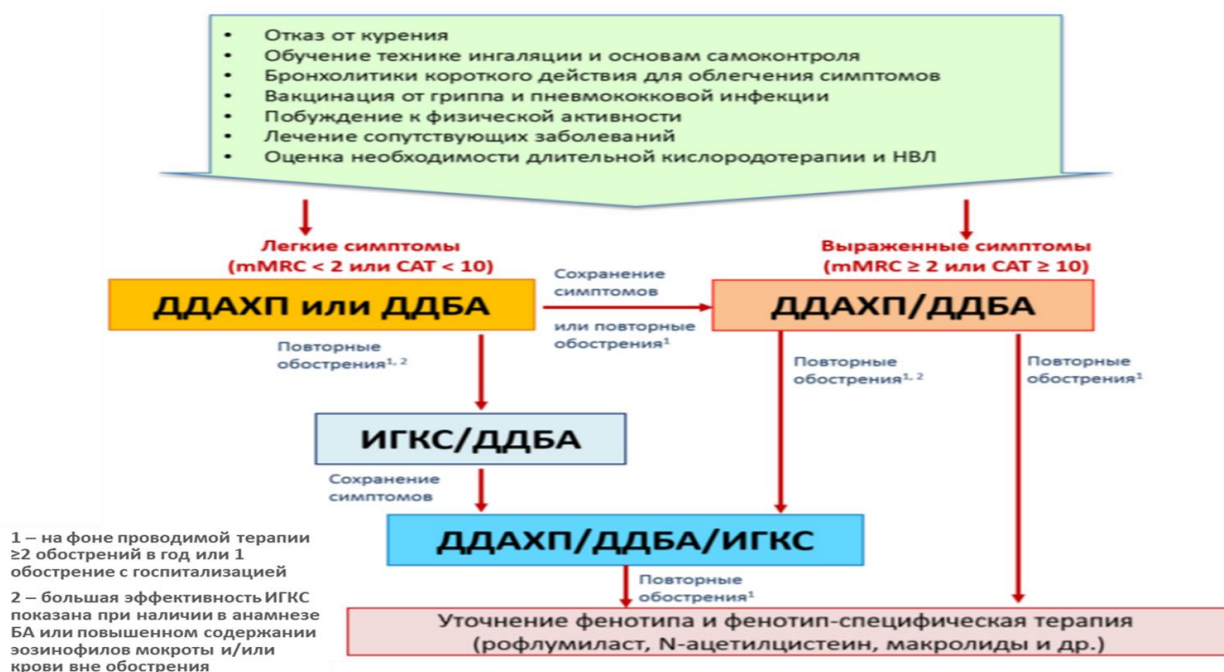 • Отказ от курения
• Обучение технике ингаляции и основам самоконтроля
• Бронхолитики короткого действия для облегчения симптомов
• Вакцинация от гриппа и пневмококковой инфекции
• Побуждение к физической активности
• Лечение сопутствующих заболеваний
• Оценка необходимости длительной кислородотерапии и НВЛ
Легкие симптомы
(mMRC < 2 или CAT < 10)
Выраженные симптомы
(mMRC ≥ 2 или CAT ≥ 10)
ДДАХП или ДДБА
Сохранение
симптомов
или повторные
обострения¹
ДДАХП/ДДБА
Повторные
обострения¹˒ ²
Повторные
обострения¹˒ ²
Повторные
обострения¹
ИГКС/ДДБА
Сохранение
симптомов
ДДАХП/ДДБА/ИГКС
Повторные
обострения¹
Уточнение фенотипа и фенотип-специфическая терапия
(рофлумиласт, N-ацетилцистеин, макролиды и др.)
1 – на фоне проводимой терапии
≥2 обострений в год или 1
обострение с госпитализацией
2 – большая эффективность ИГКС
показана при наличии в анамнезе
БА или повышенном содержании
эозинофилов мокроты и/или
крови вне обострения